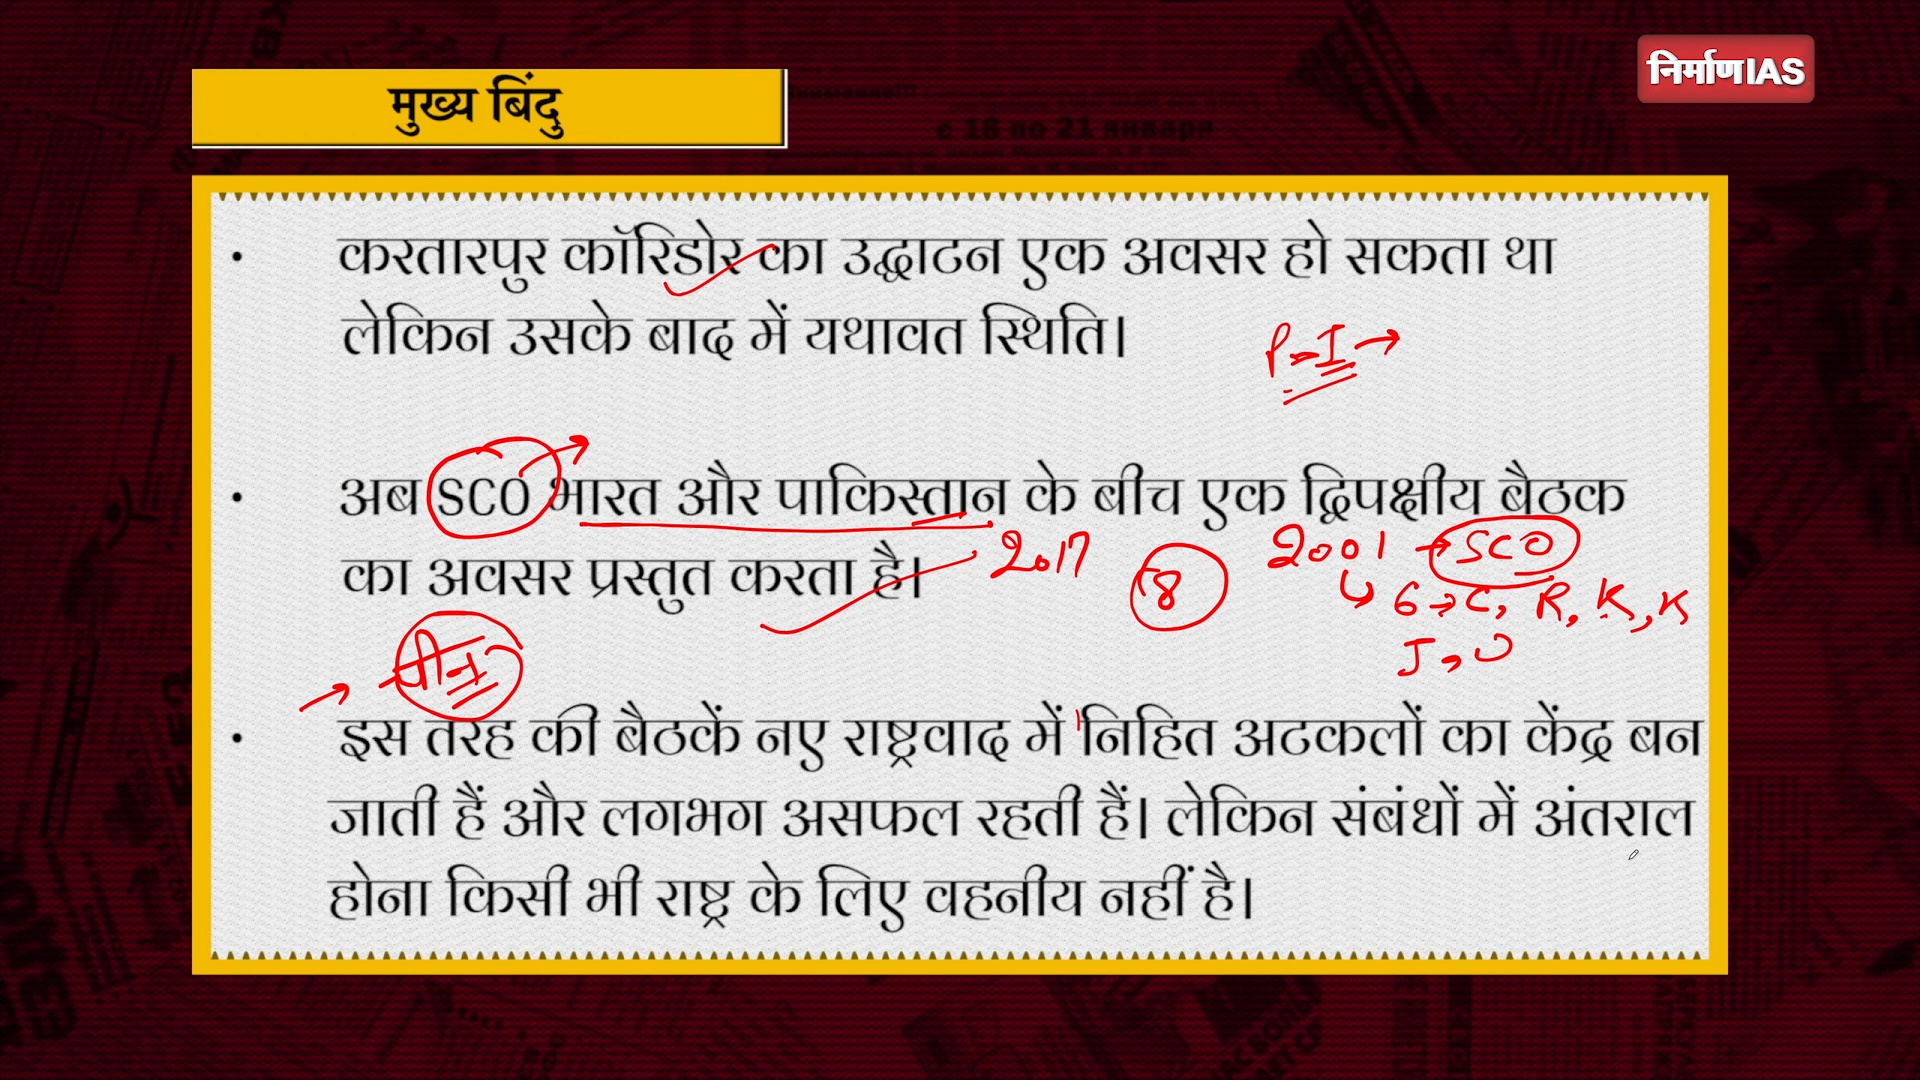 निर्माण IAS
मुख्य बिंदु
• करतारपुर कॉरिडोर का उद्घाटन एक अवसर हो सकता था
लेकिन उसके बाद में यथावत स्थिति।
P-I →
• अब SCO भारत और पाकिस्तान के बीच एक द्विपक्षीय बैठक
का अवसर प्रस्तुत करता है।
2017
8
2001 → SCO
6 → C, R, K, K
J, U
→ चीन
• इस तरह की बैठकें नए राष्ट्रवाद में निहित अटकलों का केंद्र बन
जाती हैं और लगभग असफल रहती हैं। लेकिन संबंधों में अंतराल
होना किसी भी राष्ट्र के लिए वहनीय नहीं है।